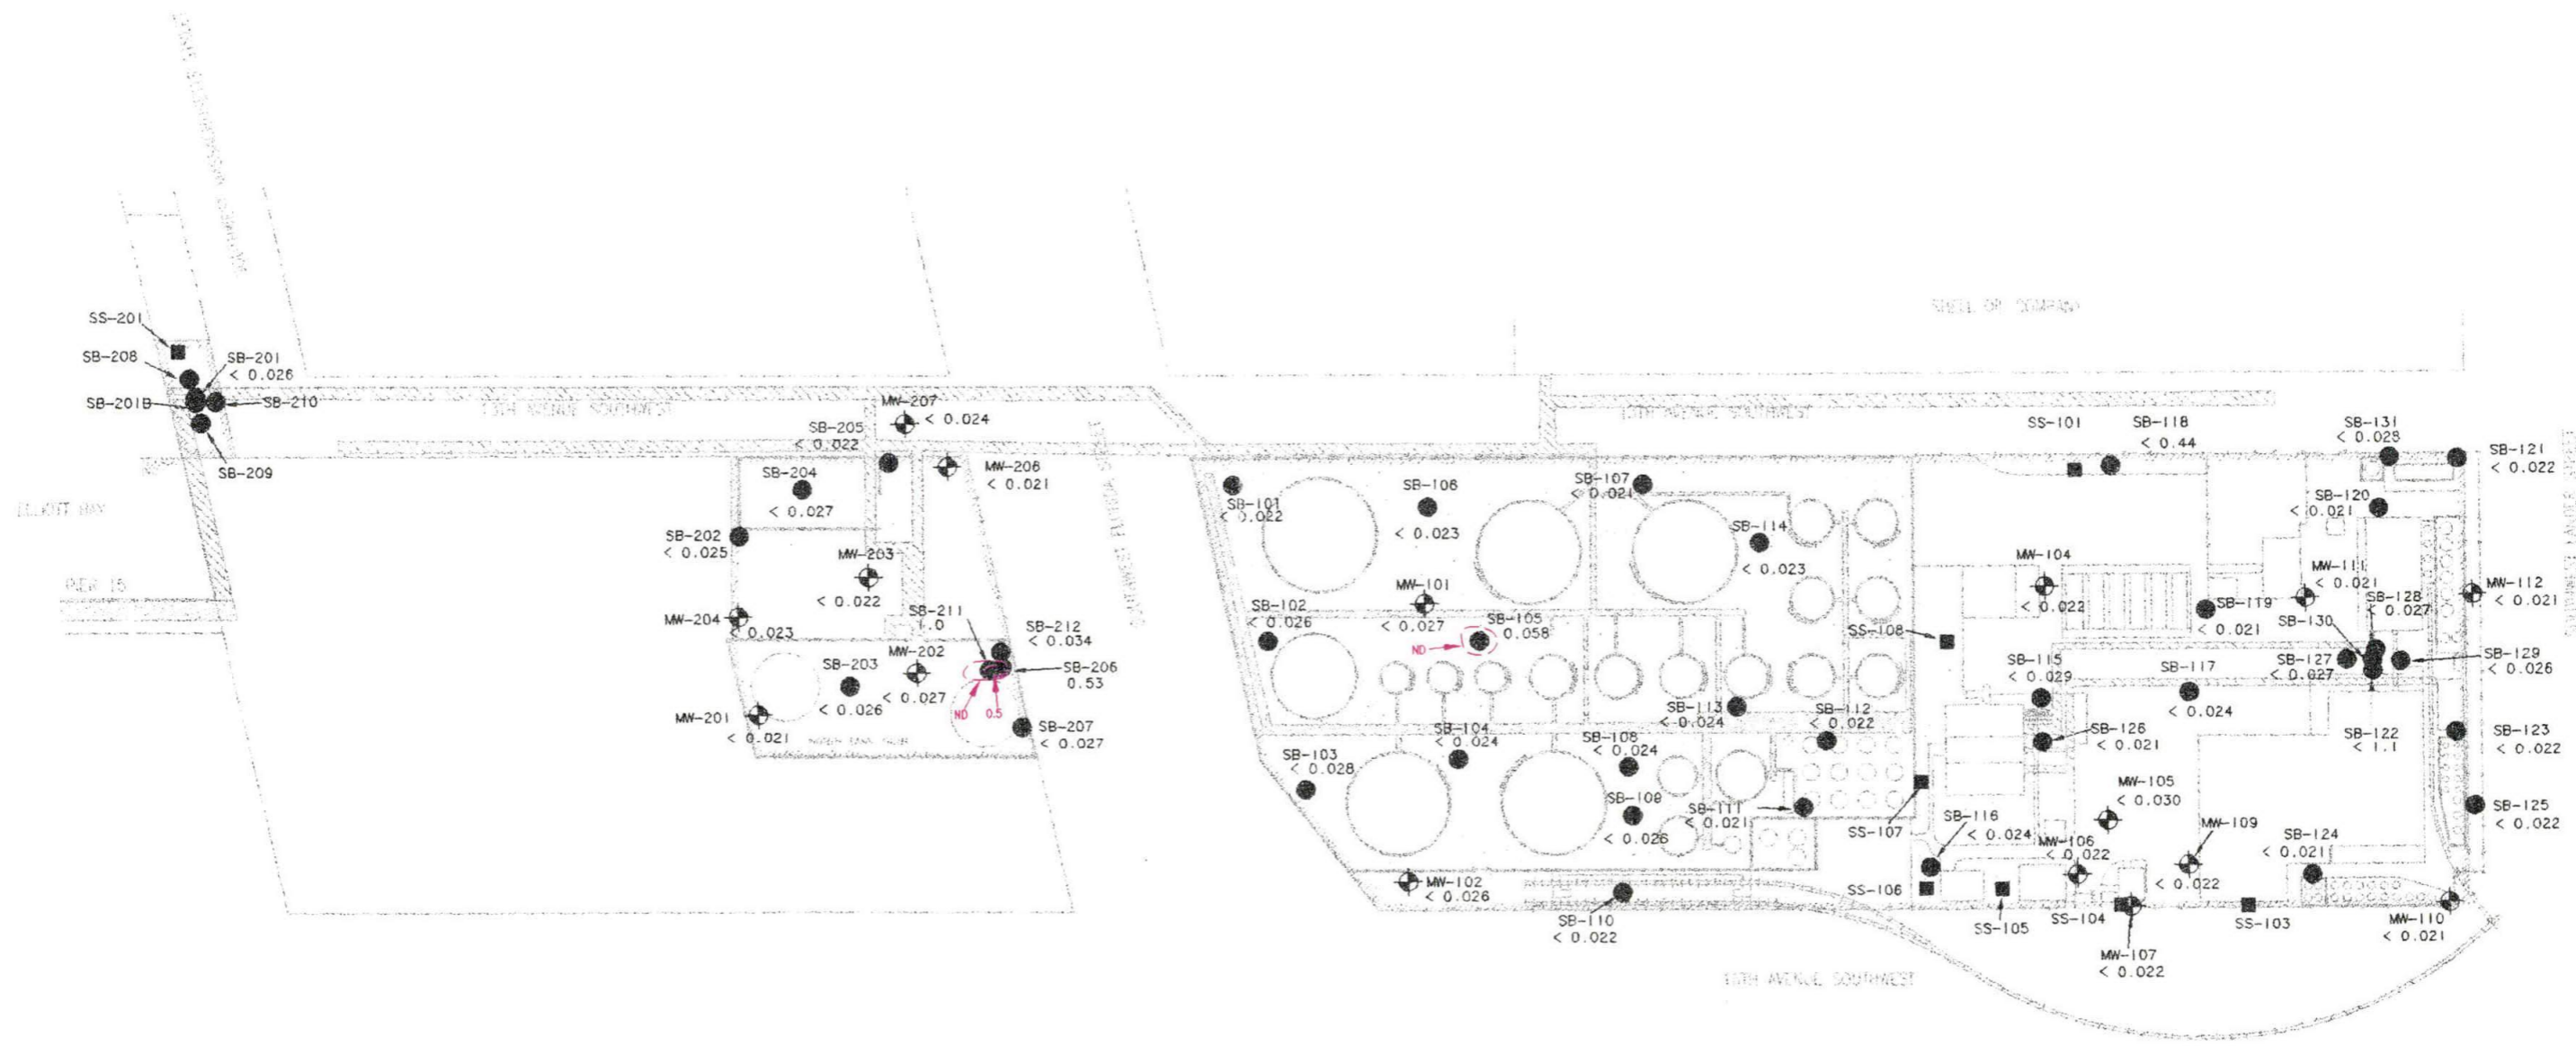 SHELL OIL COMPANY
SS-201
SB-208
SB-201
< 0.026
SB-201B
SB-210
SB-209
13TH AVENUE SOUTHWEST
PIER 15
MW-207
< 0.024
SB-205
< 0.022
SB-204
< 0.027
MW-206
< 0.021
SB-202
< 0.025
MW-203
< 0.022
MW-204
< 0.023
SB-211
1.0
SB-212
< 0.034
SB-206
0.53
MW-202
< 0.027
SB-203
< 0.026
ND
0.5
MW-201
< 0.021
SB-207
< 0.027
13TH AVENUE SOUTHWEST
SB-101
< 0.022
SB-106
< 0.023
SB-107
< 0.021
SB-114
< 0.023
MW-101
< 0.027
SB-102
< 0.026
SB-105
0.058
ND
SB-113
< 0.024
SB-112
< 0.022
SB-104
< 0.024
SB-108
< 0.024
SB-103
< 0.028
SB-109
< 0.026
SB-111
< 0.021
MW-102
< 0.026
SB-110
< 0.022
SS-101
SB-118
< 0.44
SB-131
< 0.028
SB-121
< 0.022
SB-120
< 0.021
MW-104
< 0.022
MW-111
< 0.021
MW-112
< 0.021
SB-128
< 0.027
SB-119
< 0.021
SB-130
SS-108
SB-115
< 0.029
SB-117
< 0.024
SB-127
< 0.027
SB-129
< 0.026
SB-126
< 0.021
SB-122
< 1.1
SB-123
< 0.022
MW-105
< 0.030
SB-125
< 0.022
SS-107
SB-116
< 0.024
MW-106
< 0.022
MW-109
< 0.022
SB-124
< 0.021
SS-106
SS-105
SS-104
SS-103
MW-110
< 0.021
MW-107
< 0.022
16TH AVENUE SOUTHWEST